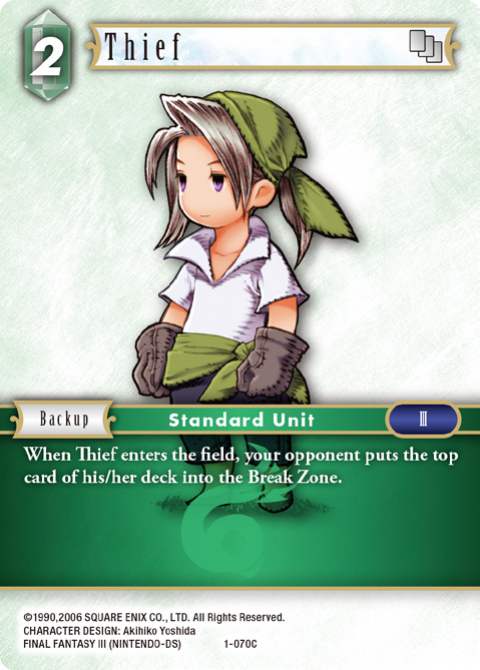 2
Thief
Backup
Standard Unit
III
When Thief enters the field, your opponent puts the top
card of his/her deck into the Break Zone.
©1990,2006 SQUARE ENIX CO., LTD. All Rights Reserved.
CHARACTER DESIGN: Akihiko Yoshida
FINAL FANTASY III (NINTENDO-DS) 1-070C